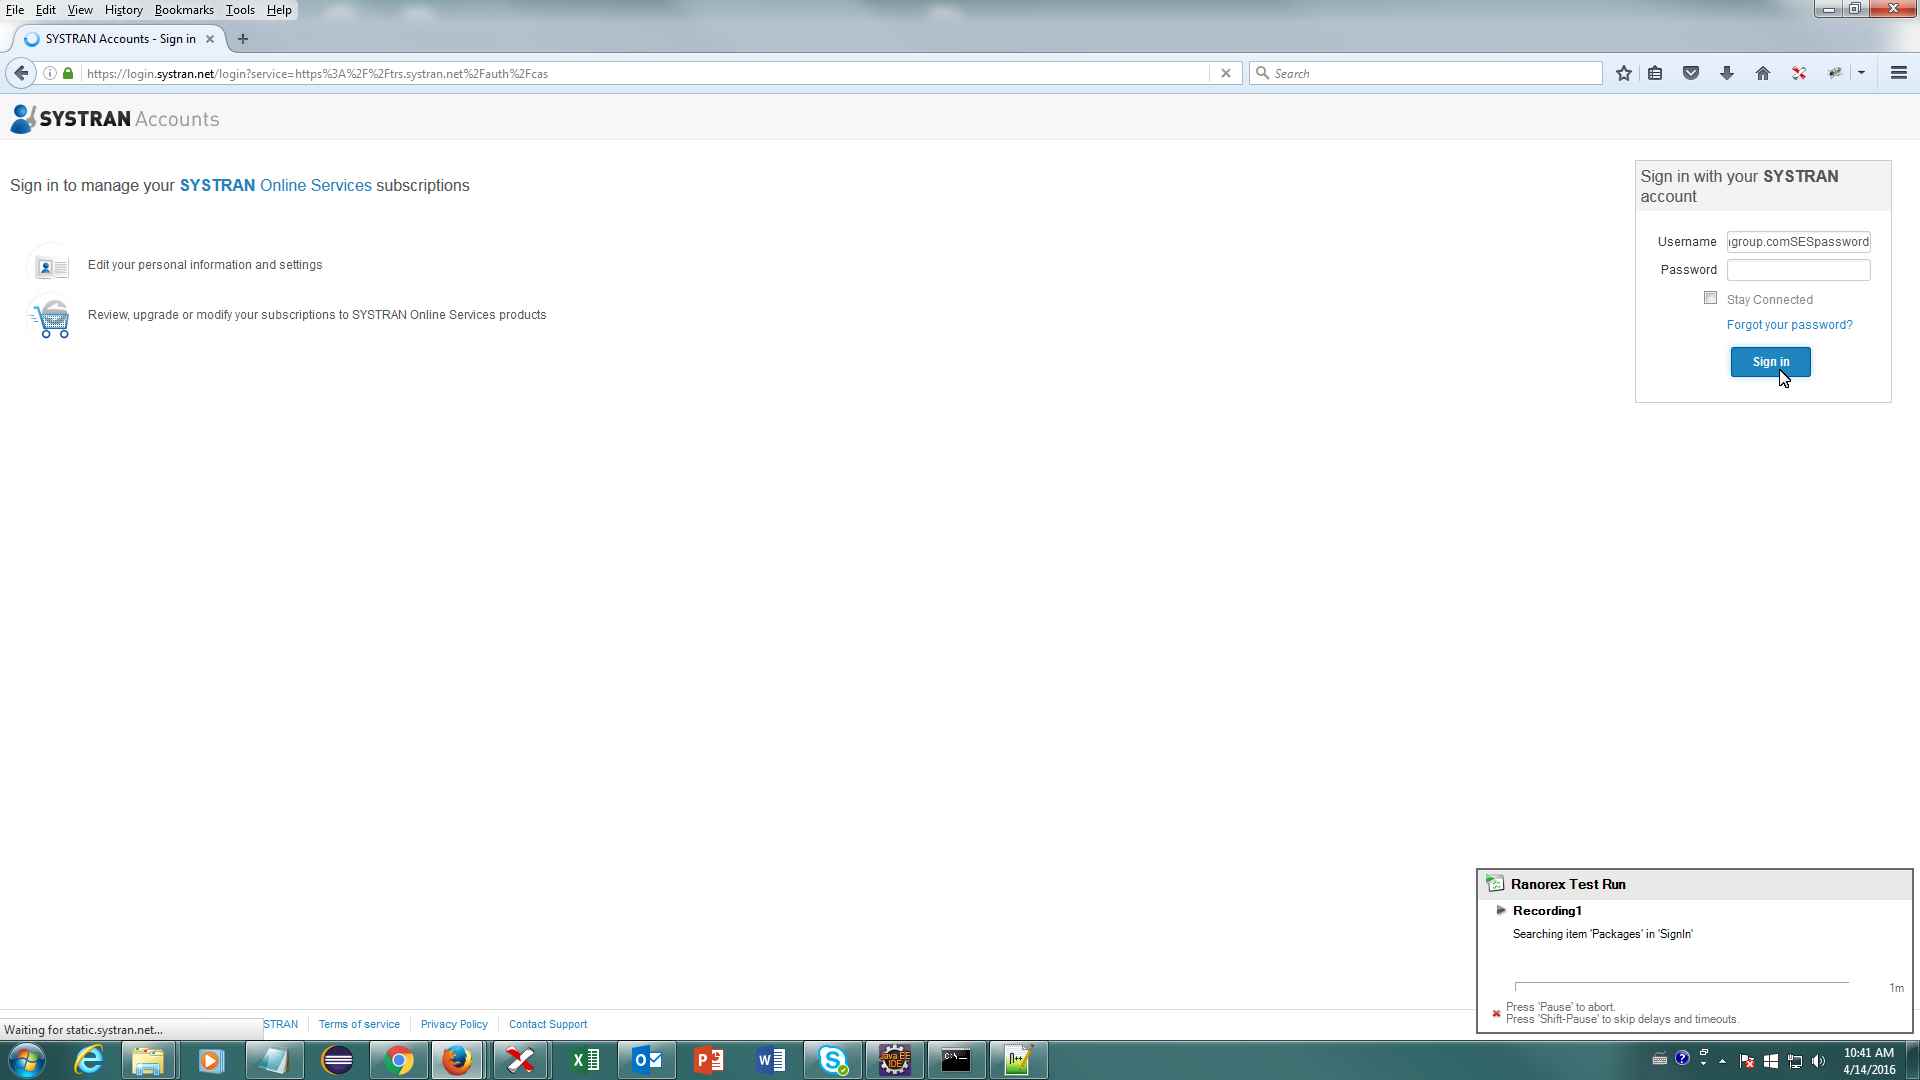 File Edit View History Bookmarks Tools Help
SYSTRAN Accounts - Sign in
https://login.systran.net/login?service=https%3A%2F%2Ftrs.systran.net%2Fauth%2Fcas
Search
SYSTRAN Accounts
Sign in to manage your SYSTRAN Online Services subscriptions
Edit your personal information and settings
Review, upgrade or modify your subscriptions to SYSTRAN Online Services products
Sign in with your SYSTRAN
account
Username
group.comSESpassword
Password
Stay Connected
Forgot your password?
Sign in
Ranorex Test Run
Recording1
Searching item 'Packages' in 'SignIn'
1m
Press 'Pause' to abort.
Press 'Shift-Pause' to skip delays and timeouts.
Waiting for static.systran.net...
STRAN Terms of service Privacy Policy Contact Support
Java EE
IDE
C:\_
10:41 AM
4/14/2016